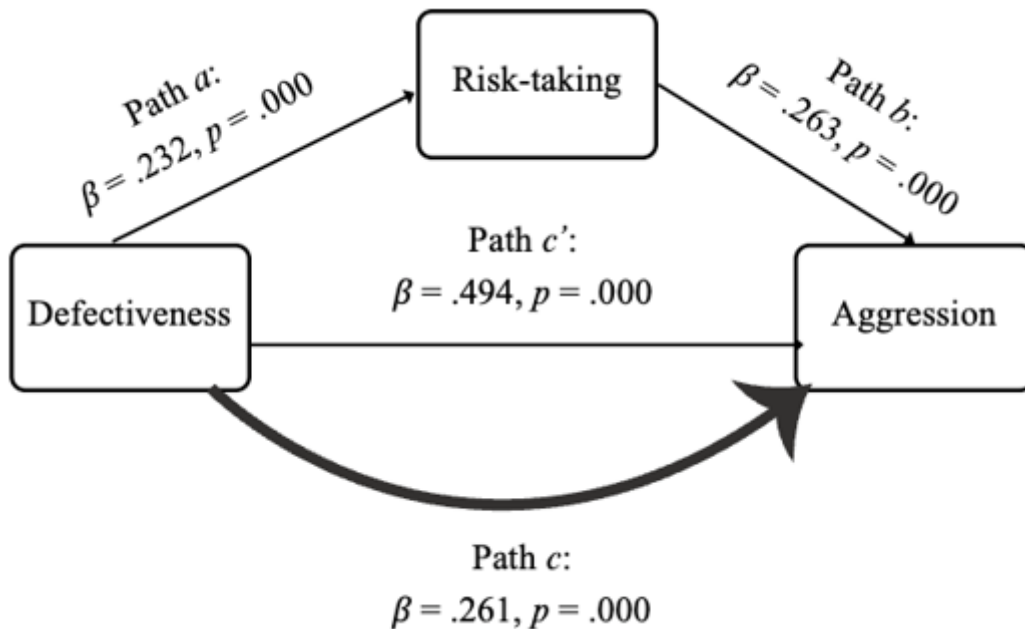 Risk-taking
Path a:
β = .232, p = .000
Path b:
β = .263, p = .000
Path c’:
β = .494, p = .000
Defectiveness
Aggression
Path c:
β = .261, p = .000